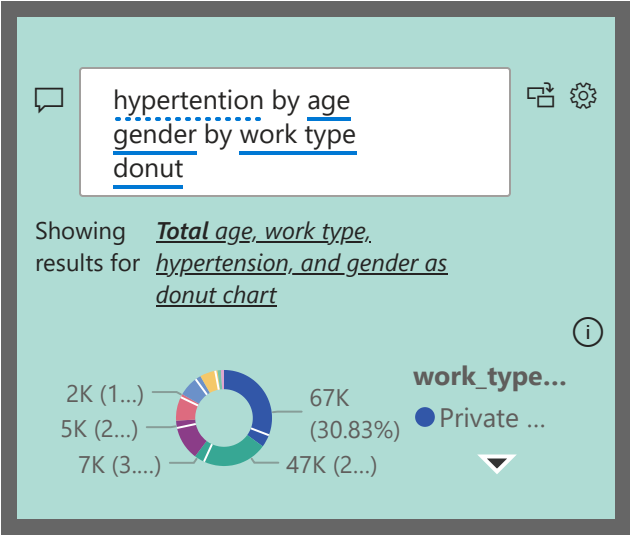 hypertention by age
gender by work type
donut
Showing results for
Total age, work type,
hypertension, and gender as
donut chart
work_type...
Private ...
67K
(30.83%)
47K (2...)
7K (3....)
5K (2...)
2K (1...)